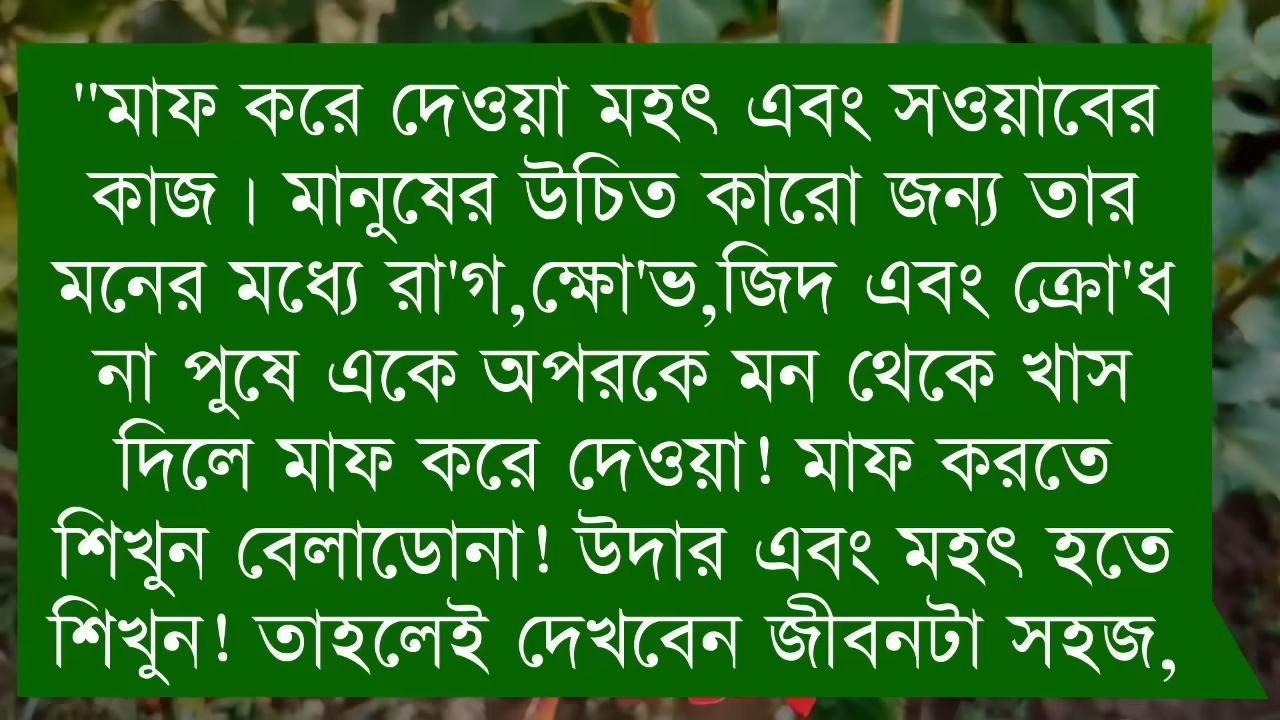 "মাফ করে দেওয়া মহৎ এবং সওয়াবের
কাজ। মানুষের উচিত কারো জন্য তার
মনের মধ্যে রা'গ,ক্ষো'ভ,জিদ এবং ক্রো'ধ
না পুষে একে অপরকে মন থেকে খাস
দিলে মাফ করে দেওয়া! মাফ করতে
শিখুন বেলাডোনা! উদার এবং মহৎ হতে
শিখুন! তাহলেই দেখবেন জীবনটা সহজ,